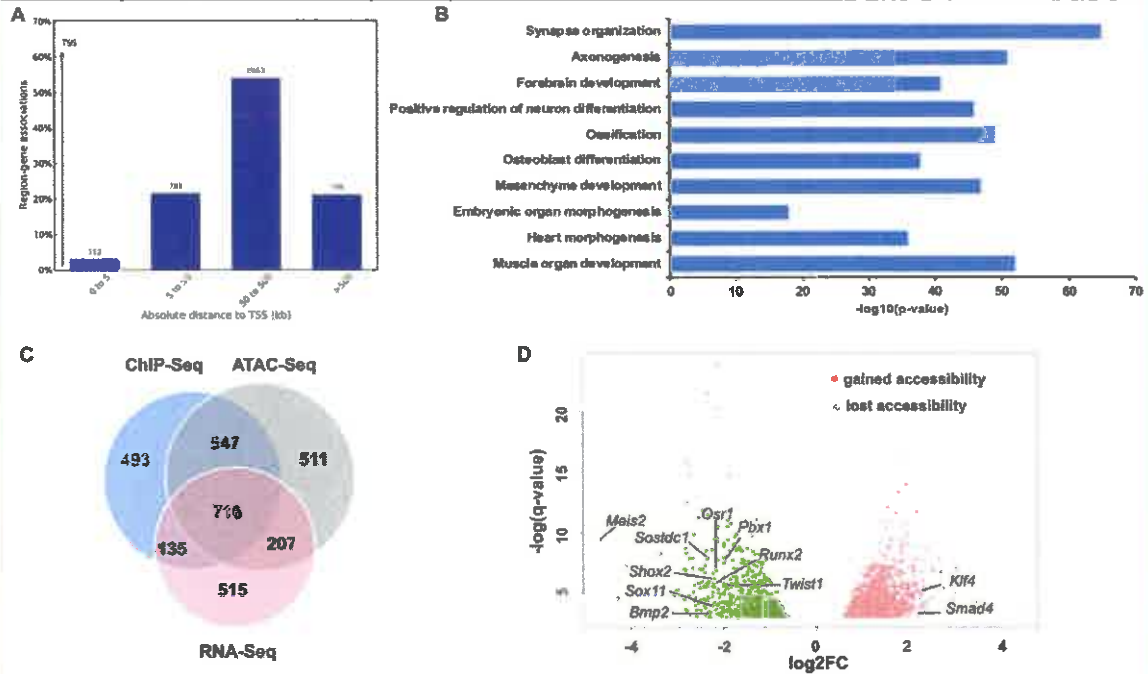 A
70%
60%
50%
40%
30%
20%
10%
0%
Region-gene associations
TSS
0 to 5
50 to 500
>500
Absolute distance to TSS (kb)
B
Synapse organization
Axonogenesis
Forebrain development
Positive regulation of neuron differentiation
Ossification
Osteoblast differentiation
Mesenchyme development
Embryonic organ morphogenesis
Heart morphogenesis
Muscle organ development
0 10 20 30 40 50 60 70
-log10(p-value)
C
ChIP-Seq ATAC-Seq
493
547
511
716
135
207
515
RNA-Seq
D
gained accessibility
lost accessibility
20
15
10
5
-log(q-value)
Meis2
Osr1
Sostdc1
Pbx1
Runx2
Shox2
Twist1
Sox11
Bmp2
Klf4
Smad4
-4 -2 0 2 4
log2FC